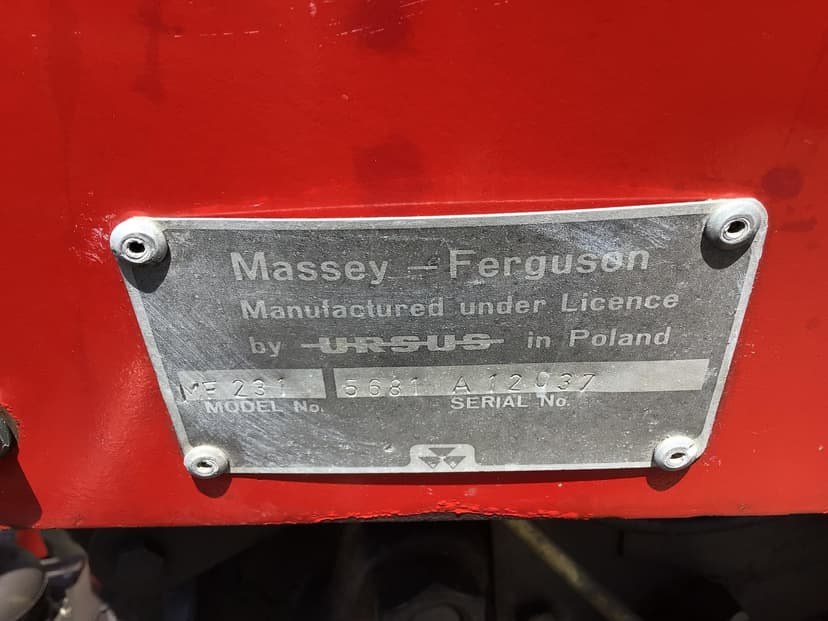 Massey – Ferguson
Manufactured under Licence
by URSUS in Poland
MF 231 5681 A 12037
MODEL No. SERIAL No.